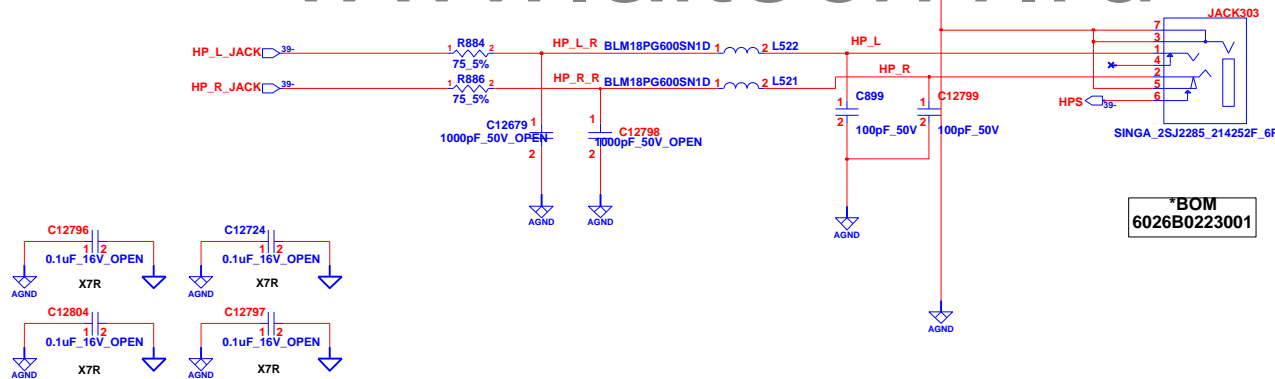 JACK303
7
3
HP_L_JACK 39- 1 R884 2 HP_L_R BLM18PG600SN1D 1 2 L522 HP_L 1
75_5%
4
HP_R_JACK 39- 1 R886 2 HP_R_R BLM18PG600SN1D 1 2 L521 HP_R 2
75_5%
5
HPS 39- 6
1 C899
2 100pF_50V
1 C12799
2 100pF_50V
SINGA_2SJ2285_214252F_6P
C12679 1
1000pF_50V_OPEN
2
1 C12798
1000pF_50V_OPEN
2
AGND
AGND
AGND
*BOM
6026B0223001
C12796
1 2
0.1uF_16V_OPEN
AGND X7R
C12724
1 2
0.1uF_16V_OPEN
AGND X7R
C12804
1 2
0.1uF_16V_OPEN
AGND X7R
C12797
1 2
0.1uF_16V_OPEN
AGND X7R
AGND